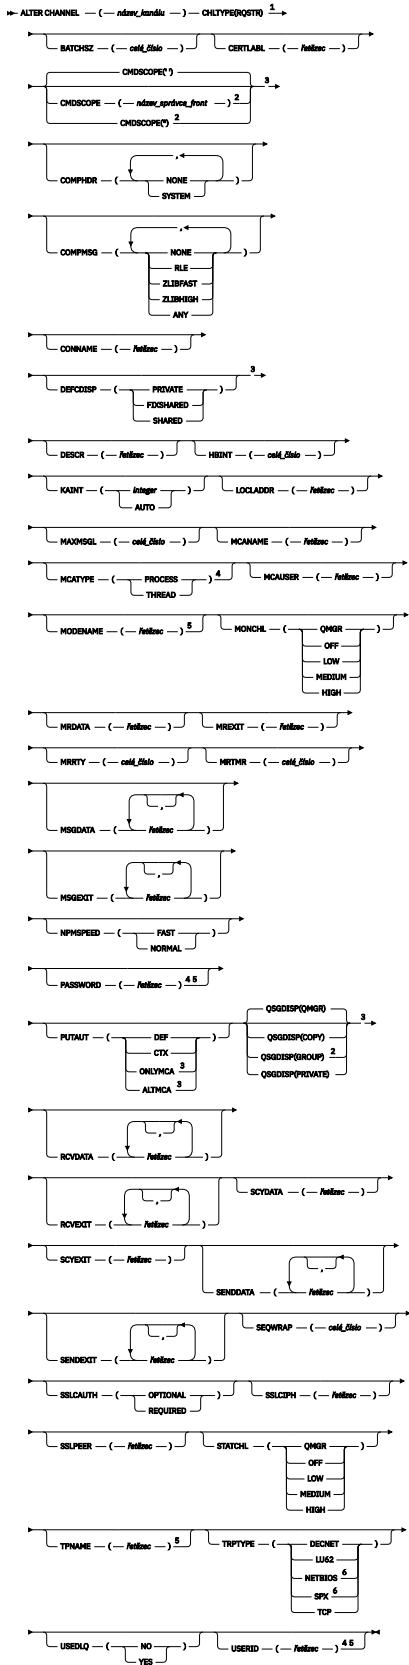 ALTER CHANNEL ( název_kanálu ) CHLTYPE(RQSTR) 1
BATCHSZ ( celé_číslo ) CERTLABL ( řetězec )
CMDSCOPE(' ') 3
CMDSCOPE ( název_správce_front ) 2
CMDSCOPE(*) 2
,
COMPHDR ( NONE )
SYSTEM
,
COMPMSG ( NONE )
RLE
ZLIBFAST
ZLIBHIGH
ANY
CONNAME ( řetězec )
3
DEFCDISP ( PRIVATE )
FIXSHARED
SHARED
DESCR ( řetězec ) HBINT ( celé_číslo )
KAINT ( integer ) LOCLADDR ( řetězec )
AUTO
MAXMSGL ( celé_číslo ) MCANAME ( řetězec )
MCATYPE ( PROCESS ) 4 MCAUSER ( řetězec )
THREAD
MODENAME ( řetězec ) 5 MONCHL ( QMGR )
OFF
LOW
MEDIUM
HIGH
MRDATA ( řetězec ) MREXIT ( řetězec )
MRRTY ( celé_číslo ) MRTMR ( celé_číslo )
,
MSGDATA ( řetězec )
,
MSGEXIT ( řetězec )
NPMSPEED ( FAST )
NORMAL
PASSWORD ( řetězec ) 4 5
QSGDISP(QMGR) 3
PUTAUT ( DEF ) QSGDISP(COPY)
CTX QSGDISP(GROUP) 2
ONLYMCA 3 QSGDISP(PRIVATE)
ALTMCA 3
,
RCVDATA ( řetězec )
,
RCVEXIT ( řetězec ) SCYDATA ( řetězec )
SCYEXIT ( řetězec ) ,
SENDDATA ( řetězec )
,
SENDEXIT ( řetězec ) SEQWRAP ( celé_číslo )
SSLCAUTH ( OPTIONAL ) SSLCIPH ( řetězec )
REQUIRED
SSLPEER ( řetězec ) STATCHL ( QMGR )
OFF
LOW
MEDIUM
HIGH
TPNAME ( řetězec ) 5 TRPTYPE ( DECNET )
LU62
NETBIOS 6
SPX 6
TCP
USEDLQ ( NO ) USERID ( řetězec ) 4 5
YES